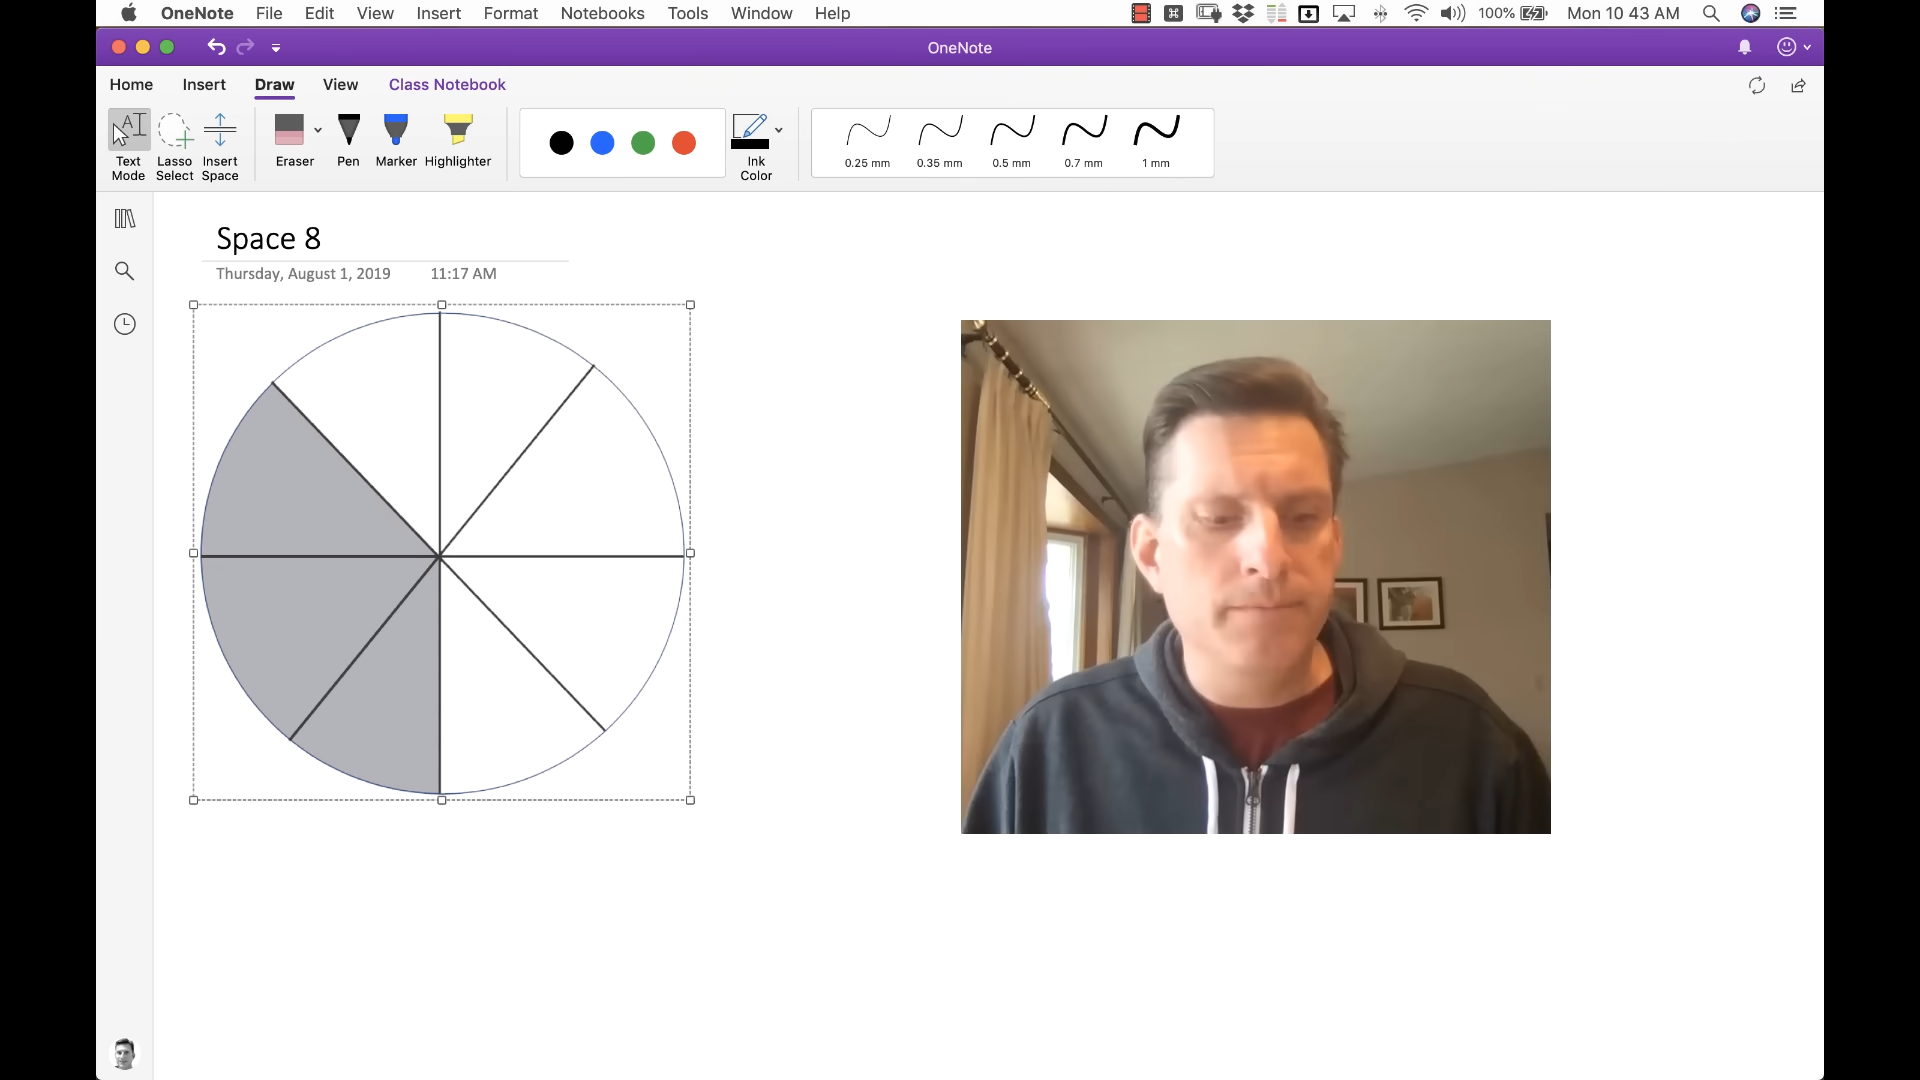 OneNote File Edit View Insert Format Notebooks Tools Window Help 100% Mon 10 43 AM
OneNote
Home Insert Draw View Class Notebook
Text Mode Lasso Select Insert Space Eraser Pen Marker Highlighter Ink Color 0.25 mm 0.35 mm 0.5 mm 0.7 mm 1 mm
Space 8
Thursday, August 1, 2019 11:17 AM